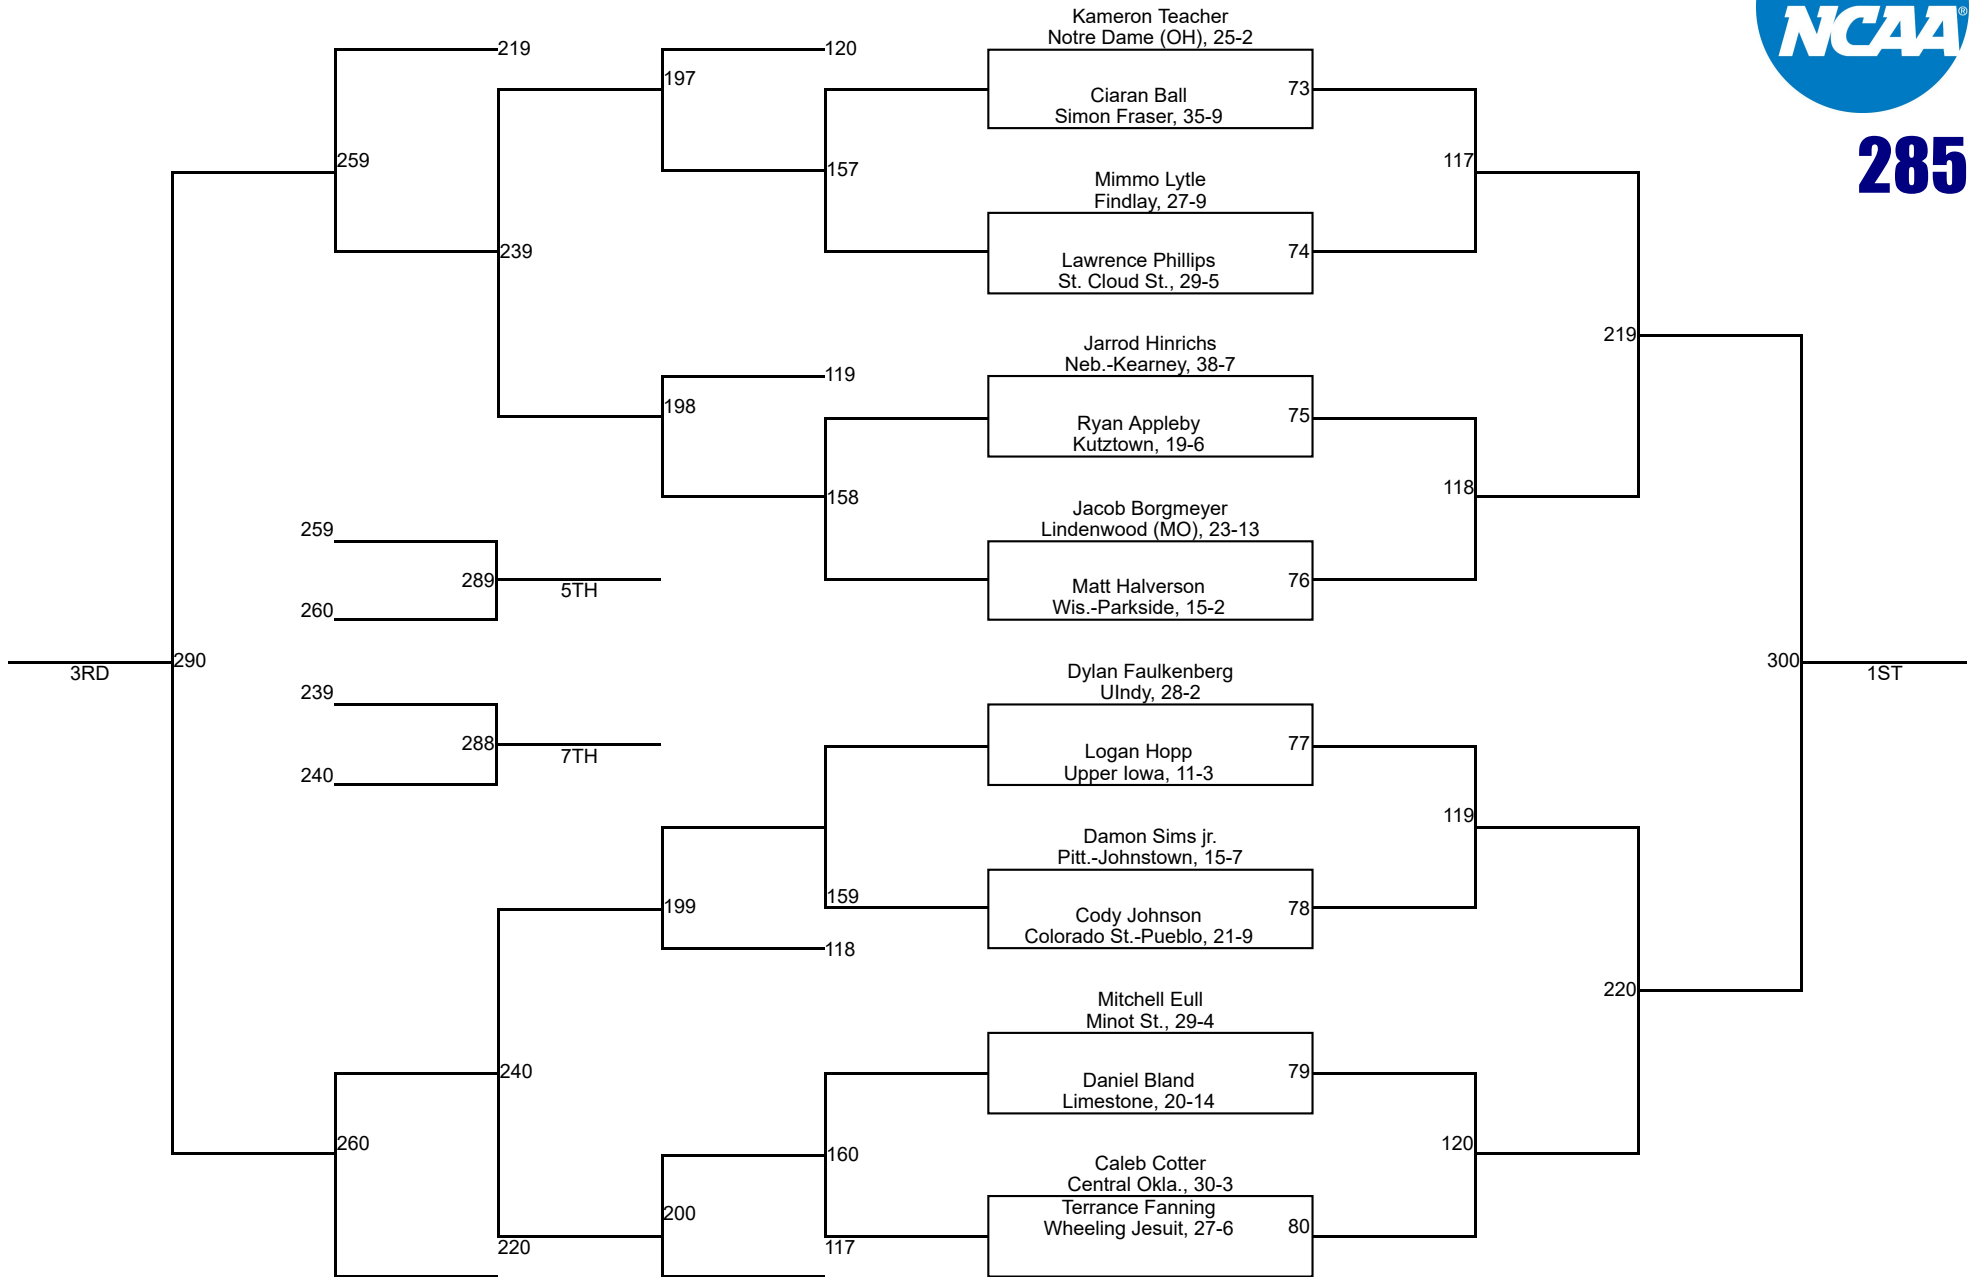 NCAA®
285
Kameron Teacher
Notre Dame (OH), 25-2
219
120
197
Ciaran Ball
73
Simon Fraser, 35-9
259
157
117
Mimmo Lytle
Findlay, 27-9
239
Lawrence Phillips
74
St. Cloud St., 29-5
219
Jarrod Hinrichs
Neb.-Kearney, 38-7
119
198
Ryan Appleby
75
Kutztown, 19-6
158
118
Jacob Borgmeyer
Lindenwood (MO), 23-13
259
289
5TH
260
Matt Halverson
76
Wis.-Parkside, 15-2
3RD
290
300
1ST
Dylan Faulkenberg
UIndy, 28-2
239
288
7TH
240
Logan Hopp
77
Upper Iowa, 11-3
119
Damon Sims jr.
Pitt.-Johnstown, 15-7
159
199
118
Cody Johnson
78
Colorado St.-Pueblo, 21-9
220
Mitchell Eull
Minot St., 29-4
240
Daniel Bland
79
Limestone, 20-14
260
160
120
Caleb Cotter
Central Okla., 30-3
200
Terrance Fanning
80
Wheeling Jesuit, 27-6
220
117